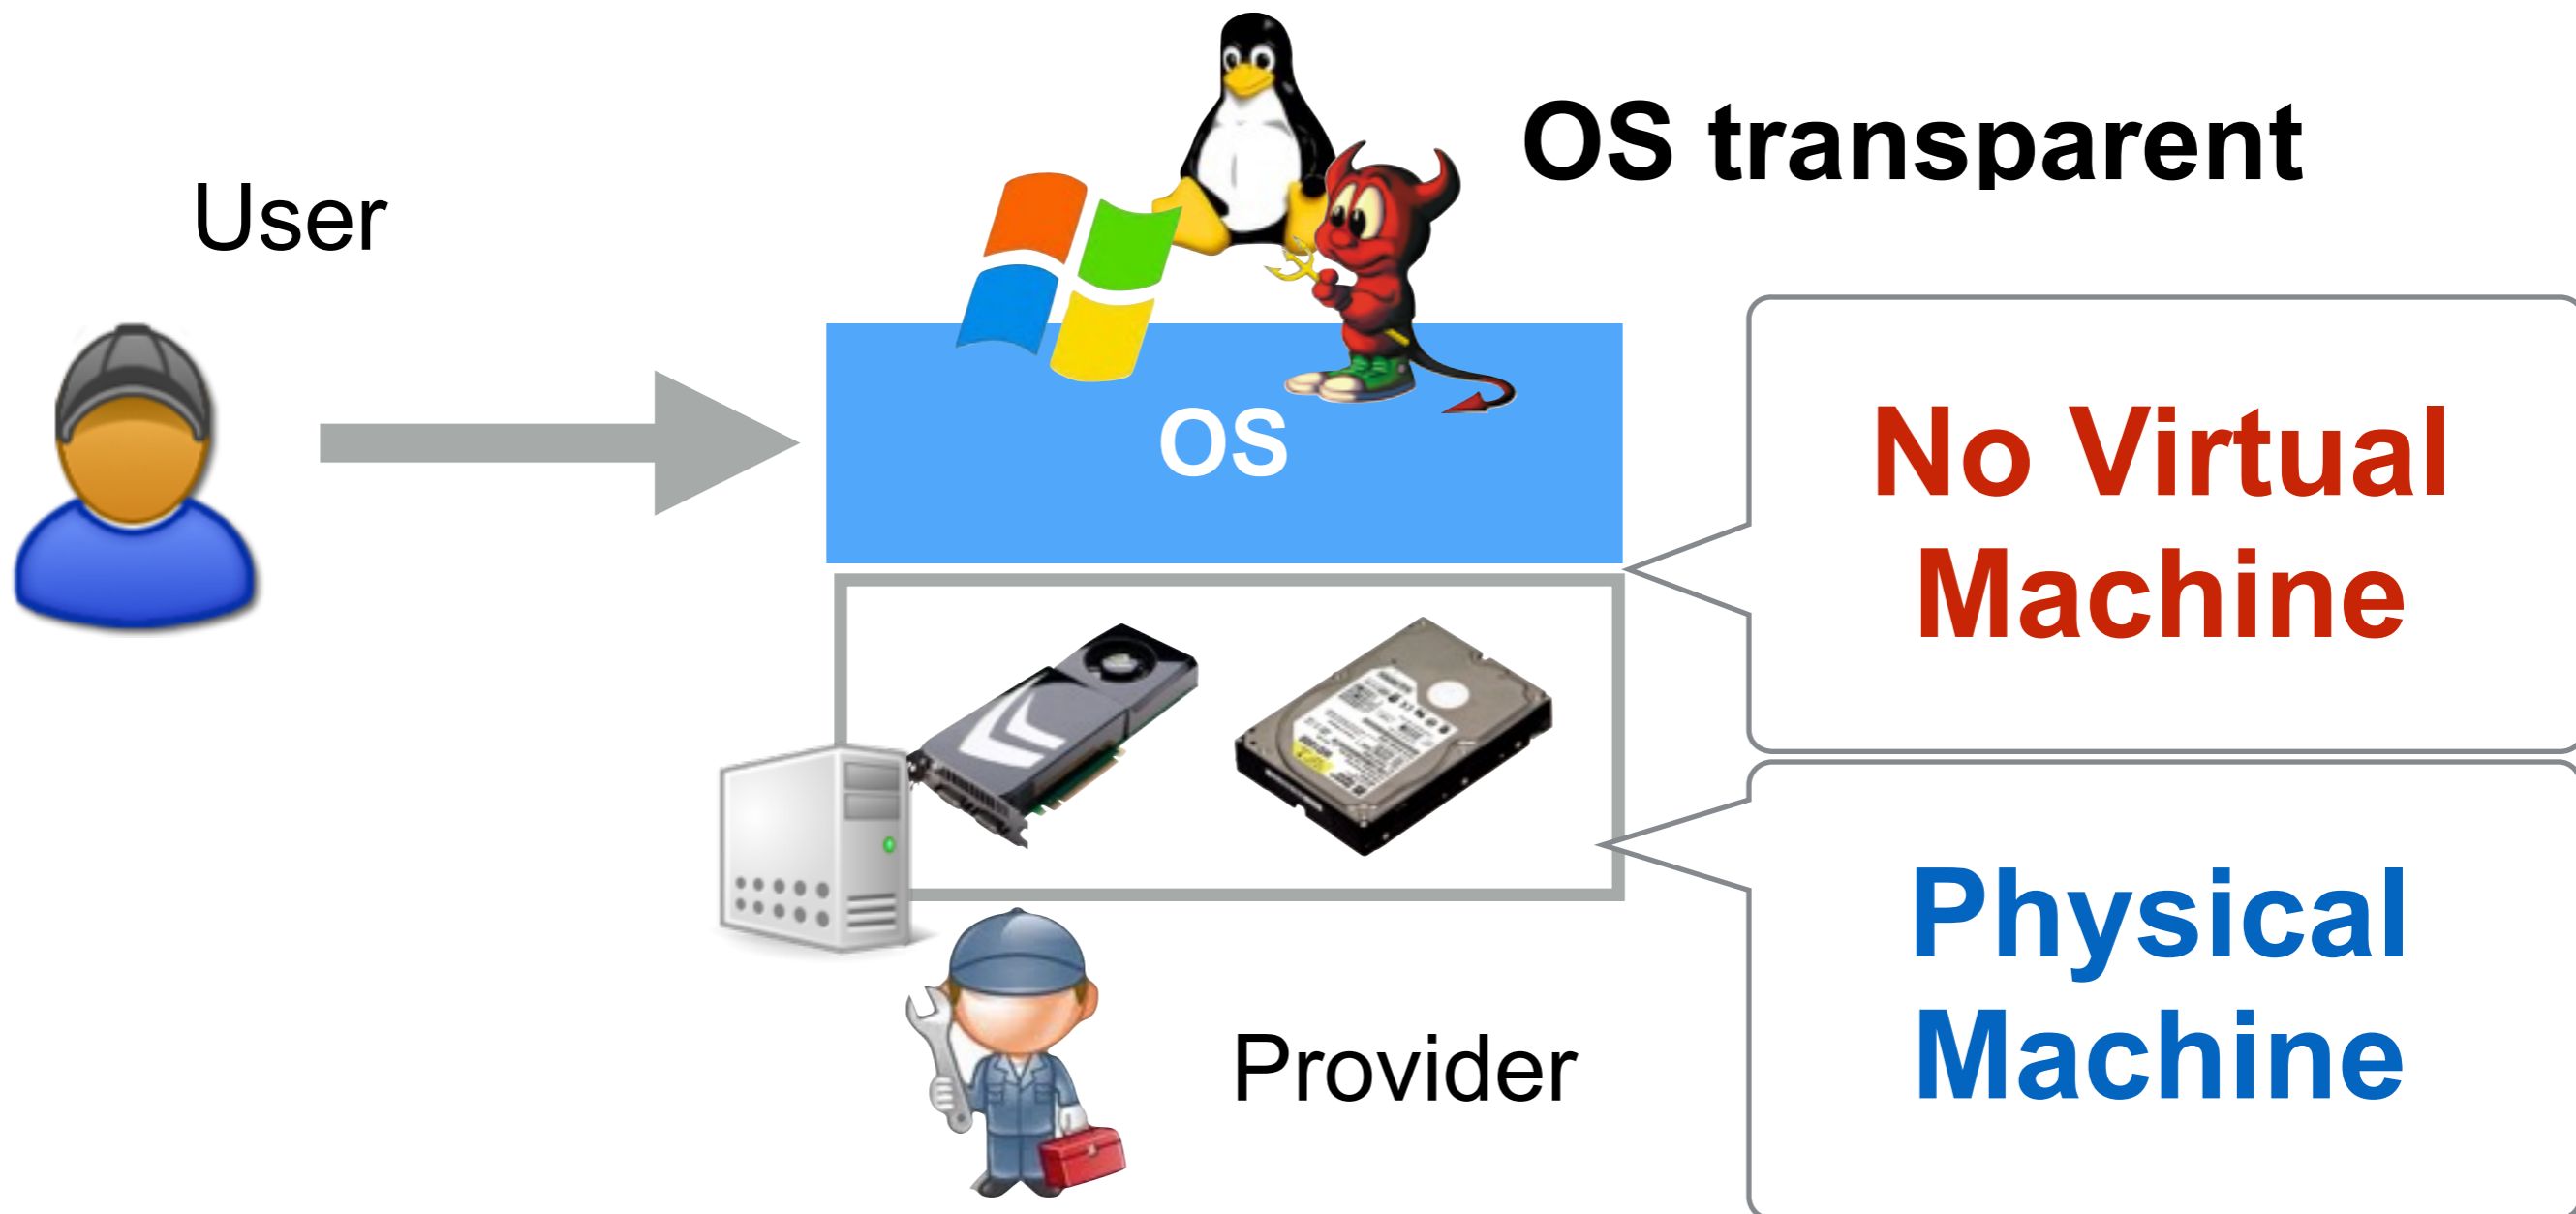 OS transparent
User
OS
No Virtual
Machine
Physical
Machine
Provider